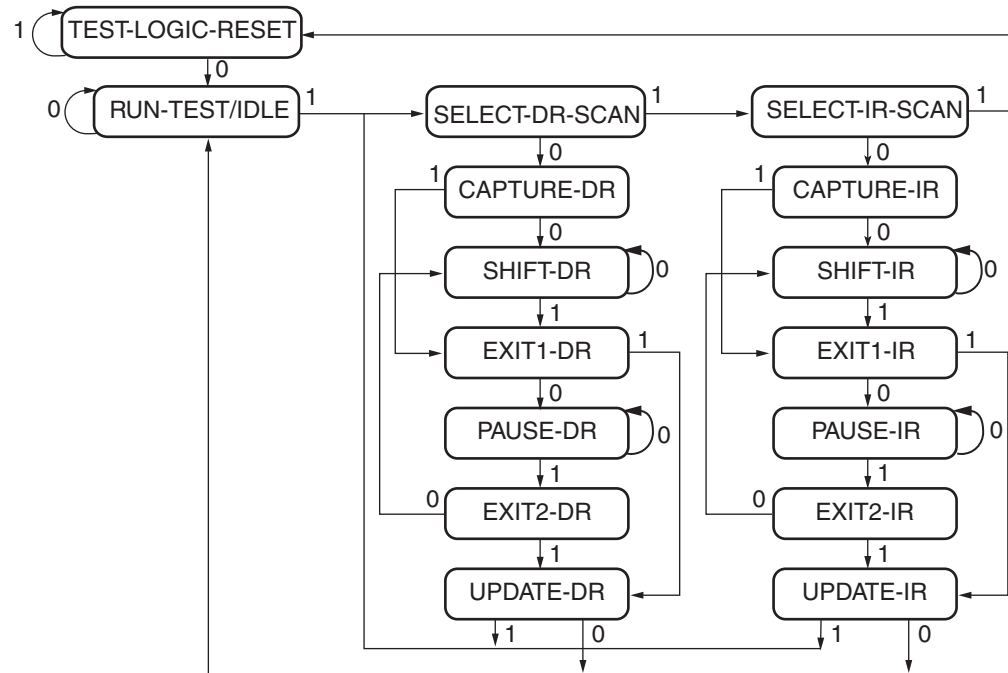 1 TEST-LOGIC-RESET
0
0 RUN-TEST/IDLE 1 SELECT-DR-SCAN 1 SELECT-IR-SCAN 1
0 0
1 CAPTURE-DR 1 CAPTURE-IR
0 0
SHIFT-DR 0 SHIFT-IR 0
1 1
EXIT1-DR 1 EXIT1-IR 1
0 0
PAUSE-DR 0 PAUSE-IR 0
1 1
0 EXIT2-DR 0 EXIT2-IR
1 1
UPDATE-DR UPDATE-IR
1 0 1 0